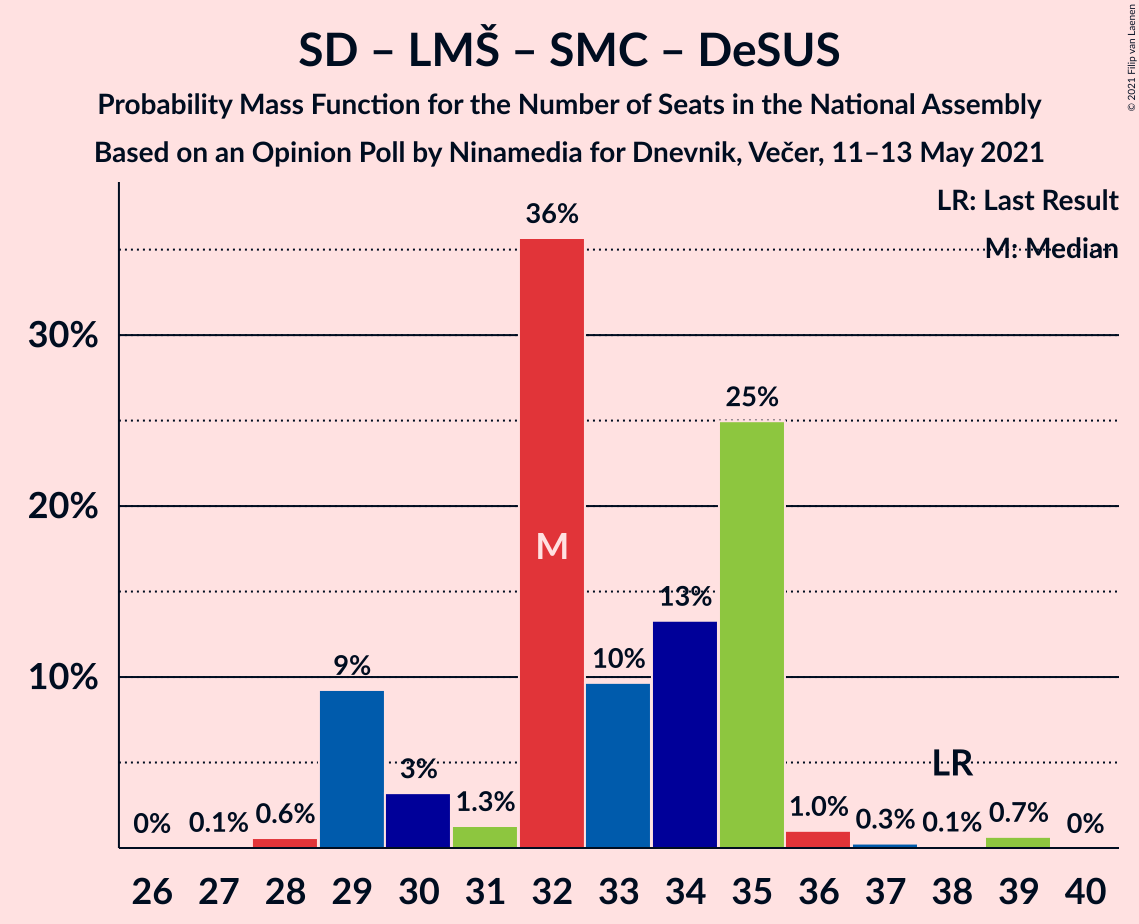 SD – LMŠ – SMC – DeSUS
Probability Mass Function for the Number of Seats in the National Assembly
Based on an Opinion Poll by Ninamedia for Dnevnik, Večer, 11–13 May 2021
© 2021 Filip van Laenen
LR: Last Result
M: Median
30%
20%
10%
0%
0.1%
0.6%
9%
3%
1.3%
36%
M
10%
13%
25%
1.0%
0.3%
LR
0.1%
0.7%
0%
26 27 28 29 30 31 32 33 34 35 36 37 38 39 40